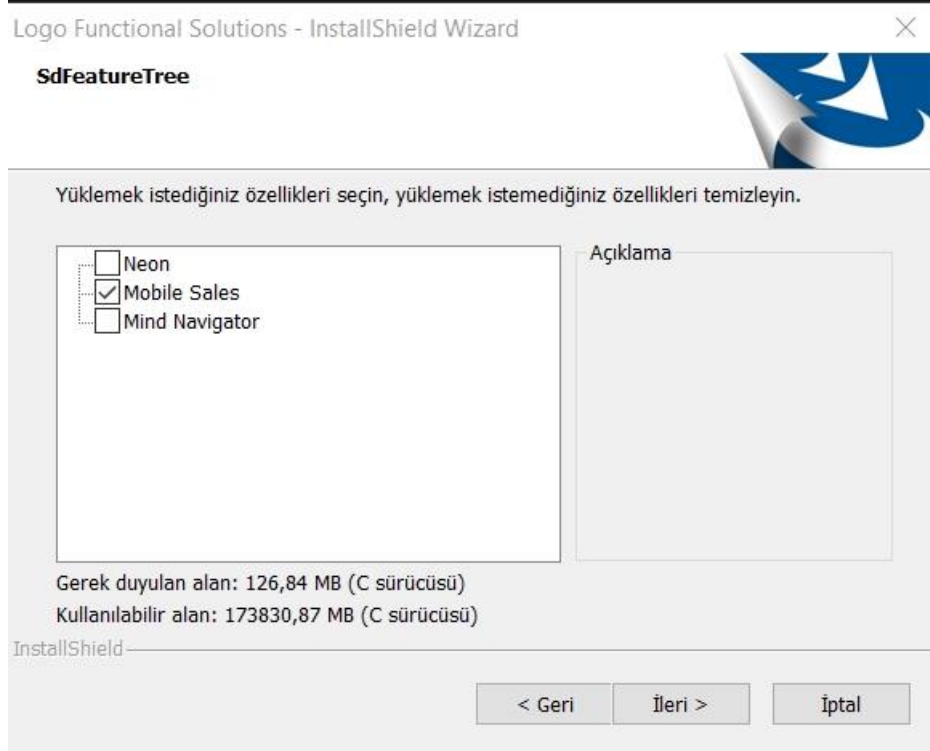 Logo Functional Solutions - InstallShield Wizard
SdFeatureTree
Yüklemek istediğiniz özellikleri seçin, yüklemek istemediğiniz özellikleri temizleyin.
Neon
Mobile Sales
Mind Navigator
Açıklama
Gerek duyulan alan: 126,84 MB (C sürücüsü)
Kullanılabilir alan: 173830,87 MB (C sürücüsü)
InstallShield
< Geri
İleri >
İptal